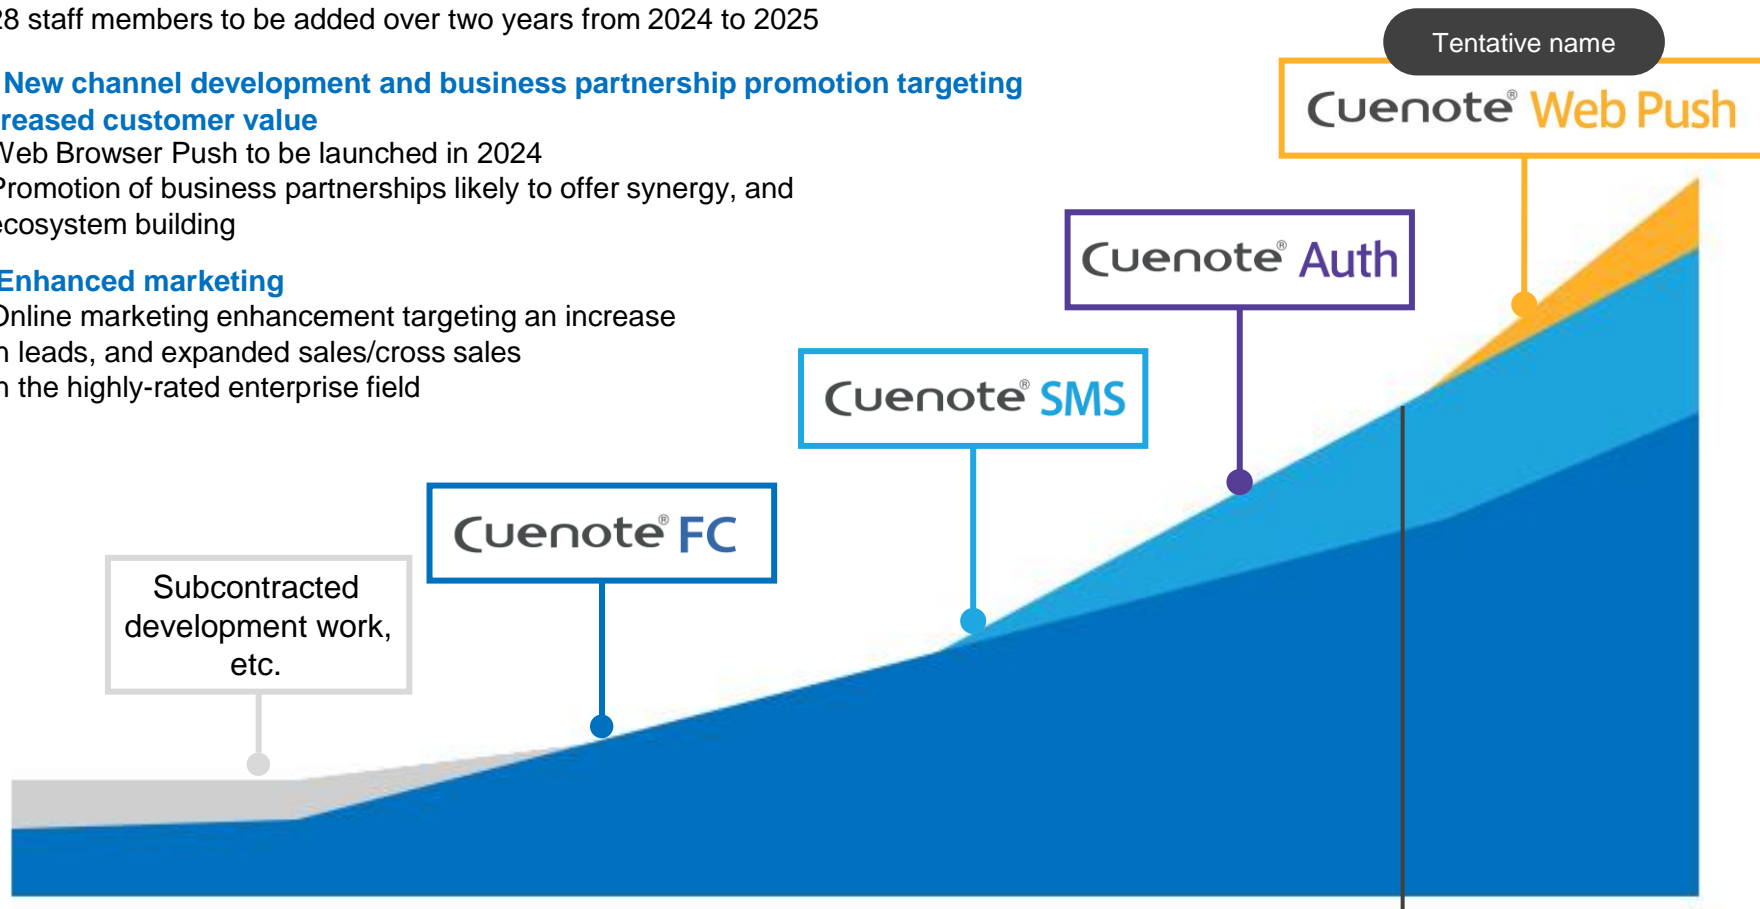 28 staff members to be added over two years from 2024 to 2025
New channel development and business partnership promotion targeting
reased customer value
Web Browser Push to be launched in 2024
Promotion of business partnerships likely to offer synergy, and
ecosystem building
Enhanced marketing
Online marketing enhancement targeting an increase
n leads, and expanded sales/cross sales
n the highly-rated enterprise field
Tentative name
Cuenote® Web Push
Cuenote® Auth
Cuenote® SMS
Cuenote® FC
Subcontracted
development work,
etc.